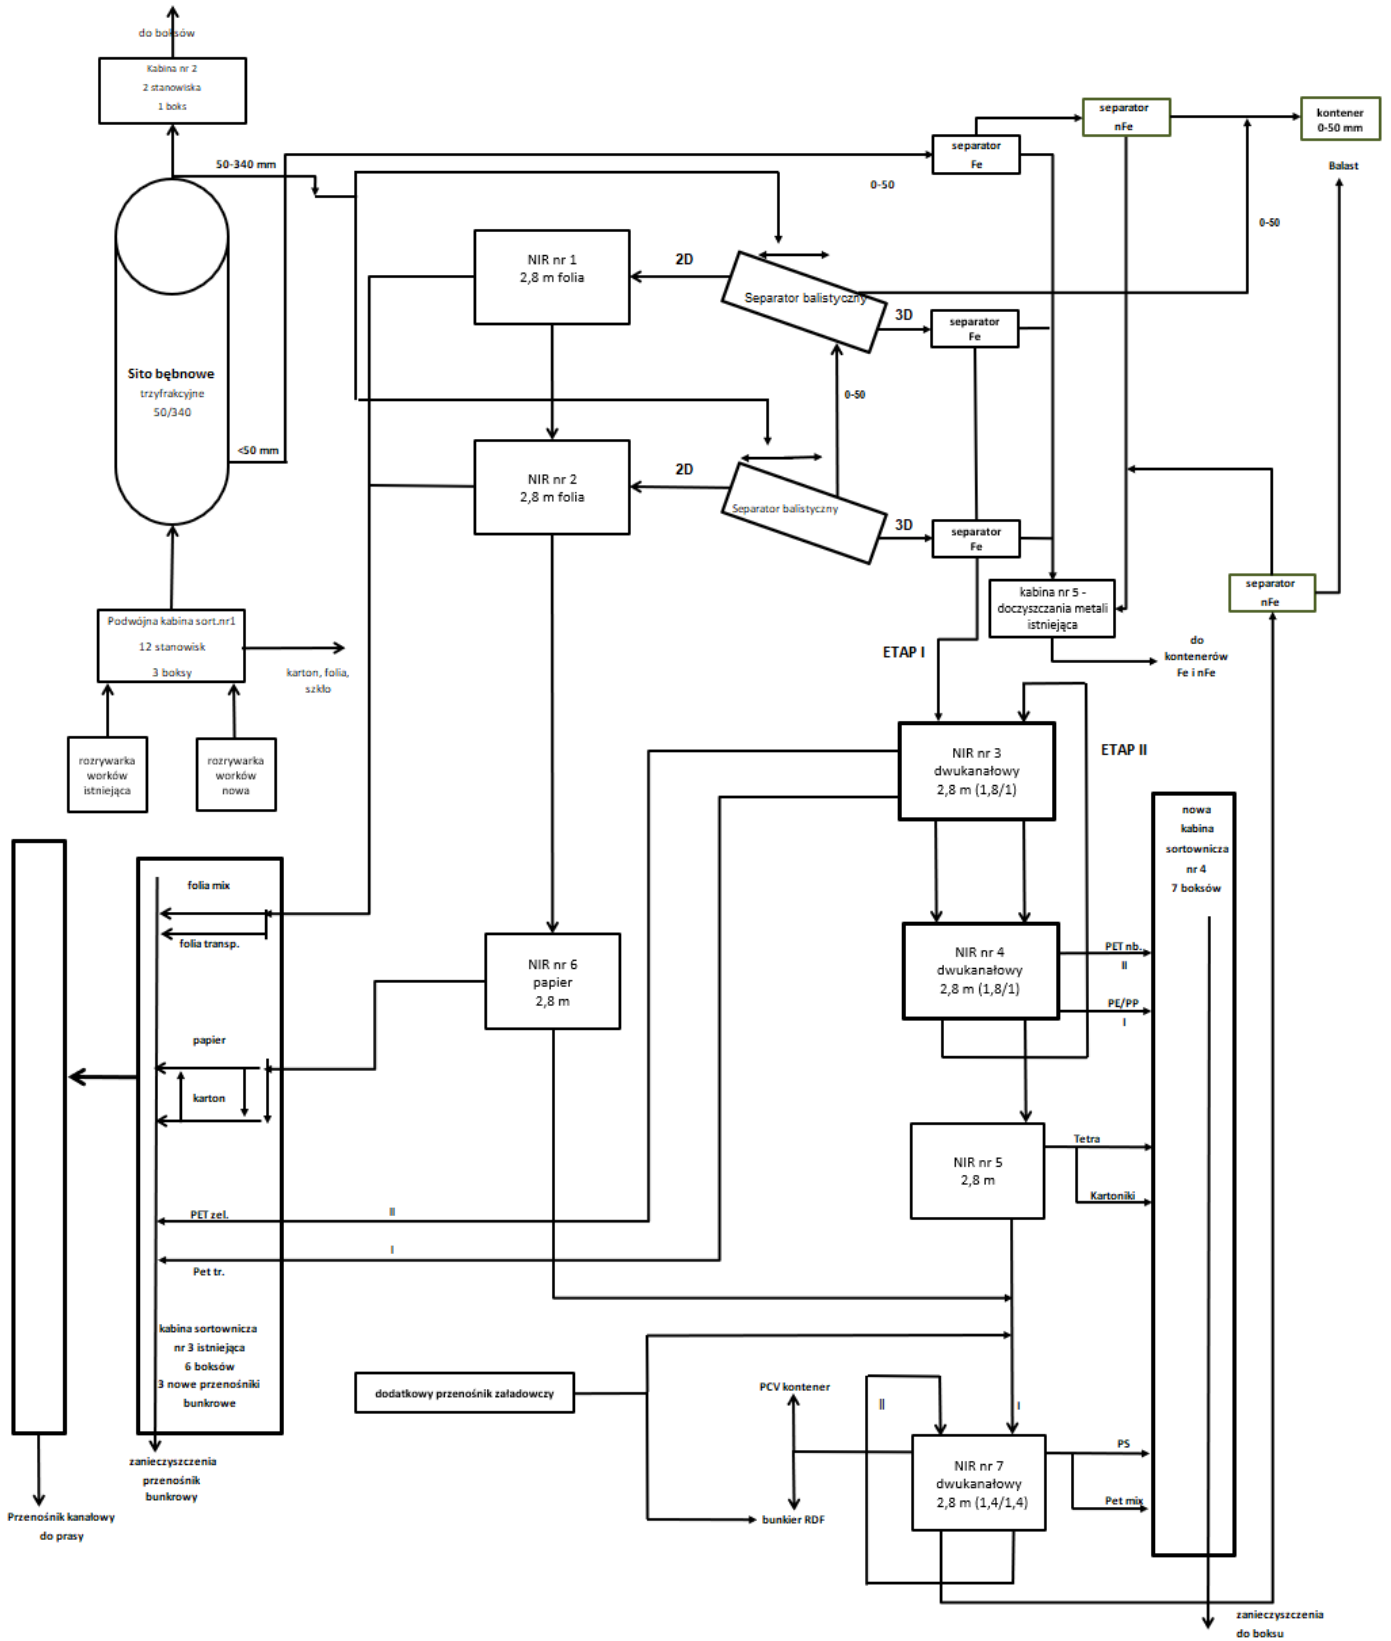 do boksów
Kabina nr 2
2 stanowiska
1 boks
50-340 mm
separator
nFe
kontener
0-50 mm
separator
Fe
Balast
0-50
0-50
NIR nr 1
2,8 m folia
2D
Separator balistyczny
3D
separator
Fe
Sito bębnowe
trzyfrakcyjne
50/340
0-50
<50 mm
NIR nr 2
2,8 m folia
2D
Separator balistyczny
3D
separator
Fe
kabina nr 5 -
doczyszczania metali
istniejąca
separator
nFe
Podwójna kabina sort.nr1
12 stanowisk
3 boksy
karton, folia,
szkło
do
kontenerów
Fe i nFe
ETAP I
rozrywarka
worków
istniejąca
rozrywarka
worków
nowa
NIR nr 3
dwukanałowy
2,8 m (1,8/1)
ETAP II
nowa
kabina
sortownicza
nr 4
7 boksów
folia mix
folia transp.
NIR nr 6
papier
2,8 m
NIR nr 4
dwukanałowy
2,8 m (1,8/1)
PET nb.
II
PE/PP
I
papier
karton
NIR nr 5
2,8 m
Tetra
Kartoniki
PET zel.
II
I
Pet tr.
kabina sortownicza
nr 3 istniejąca
6 boksów
3 nowe przenośniki
bunkrowe
dodatkowy przenośnik załadowczy
PCV kontener
II
I
NIR nr 7
dwukanałowy
2,8 m (1,4/1,4)
PS
Pet mix
bunkier RDF
zanieczyszczenia
przenośnik
bunkrowy
Przenośnik kanałowy
do prasy
zanieczyszczenia
do boksu